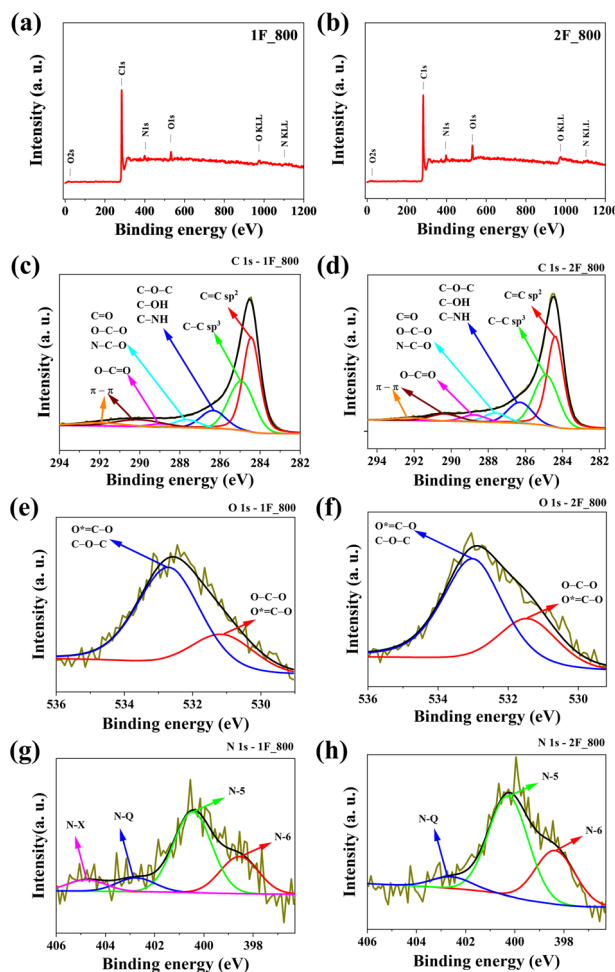 (a)
1F_800
C1s
N1s
O1s
O KLL
N KLL
O2s
Intensity (a. u.)
0 200 400 600 800 1000 1200
Binding energy (eV)
(b)
2F_800
C1s
N1s
O1s
O KLL
N KLL
O2s
Intensity (a. u.)
0 200 400 600 800 1000 1200
Binding energy (eV)
(c)
C 1s - 1F_800
C–O–C
C–OH
C–NH
C=C sp²
C–C sp³
C=O
O–C–O
N–C–O
O–C=O
π – π
Intensity (a. u.)
294 292 290 288 286 284 282
Binding energy (eV)
(d)
C 1s - 2F_800
C–O–C
C–OH
C–NH
C=C sp²
C–C sp³
C=O
O–C–O
N–C–O
O–C=O
π – π
Intensity (a. u.)
294 292 290 288 286 284 282
Binding energy (eV)
(e)
O 1s - 1F_800
O*=C–O
C–O–C
O–C–O
O*=C–O
Intensity (a. u.)
536 534 532 530
Binding energy (eV)
(f)
O 1s - 2F_800
O*=C–O
C–O–C
O–C–O
O*=C–O
Intensity (a. u.)
536 534 532 530
Binding energy (eV)
(g)
N 1s - 1F_800
N-5
N-Q
N-X
N-6
Intensity(a. u.)
406 404 402 400 398
Binding energy (eV)
(h)
N 1s - 2F_800
N-5
N-Q
N-6
Intensity (a. u.)
406 404 402 400 398
Binding energy (eV)